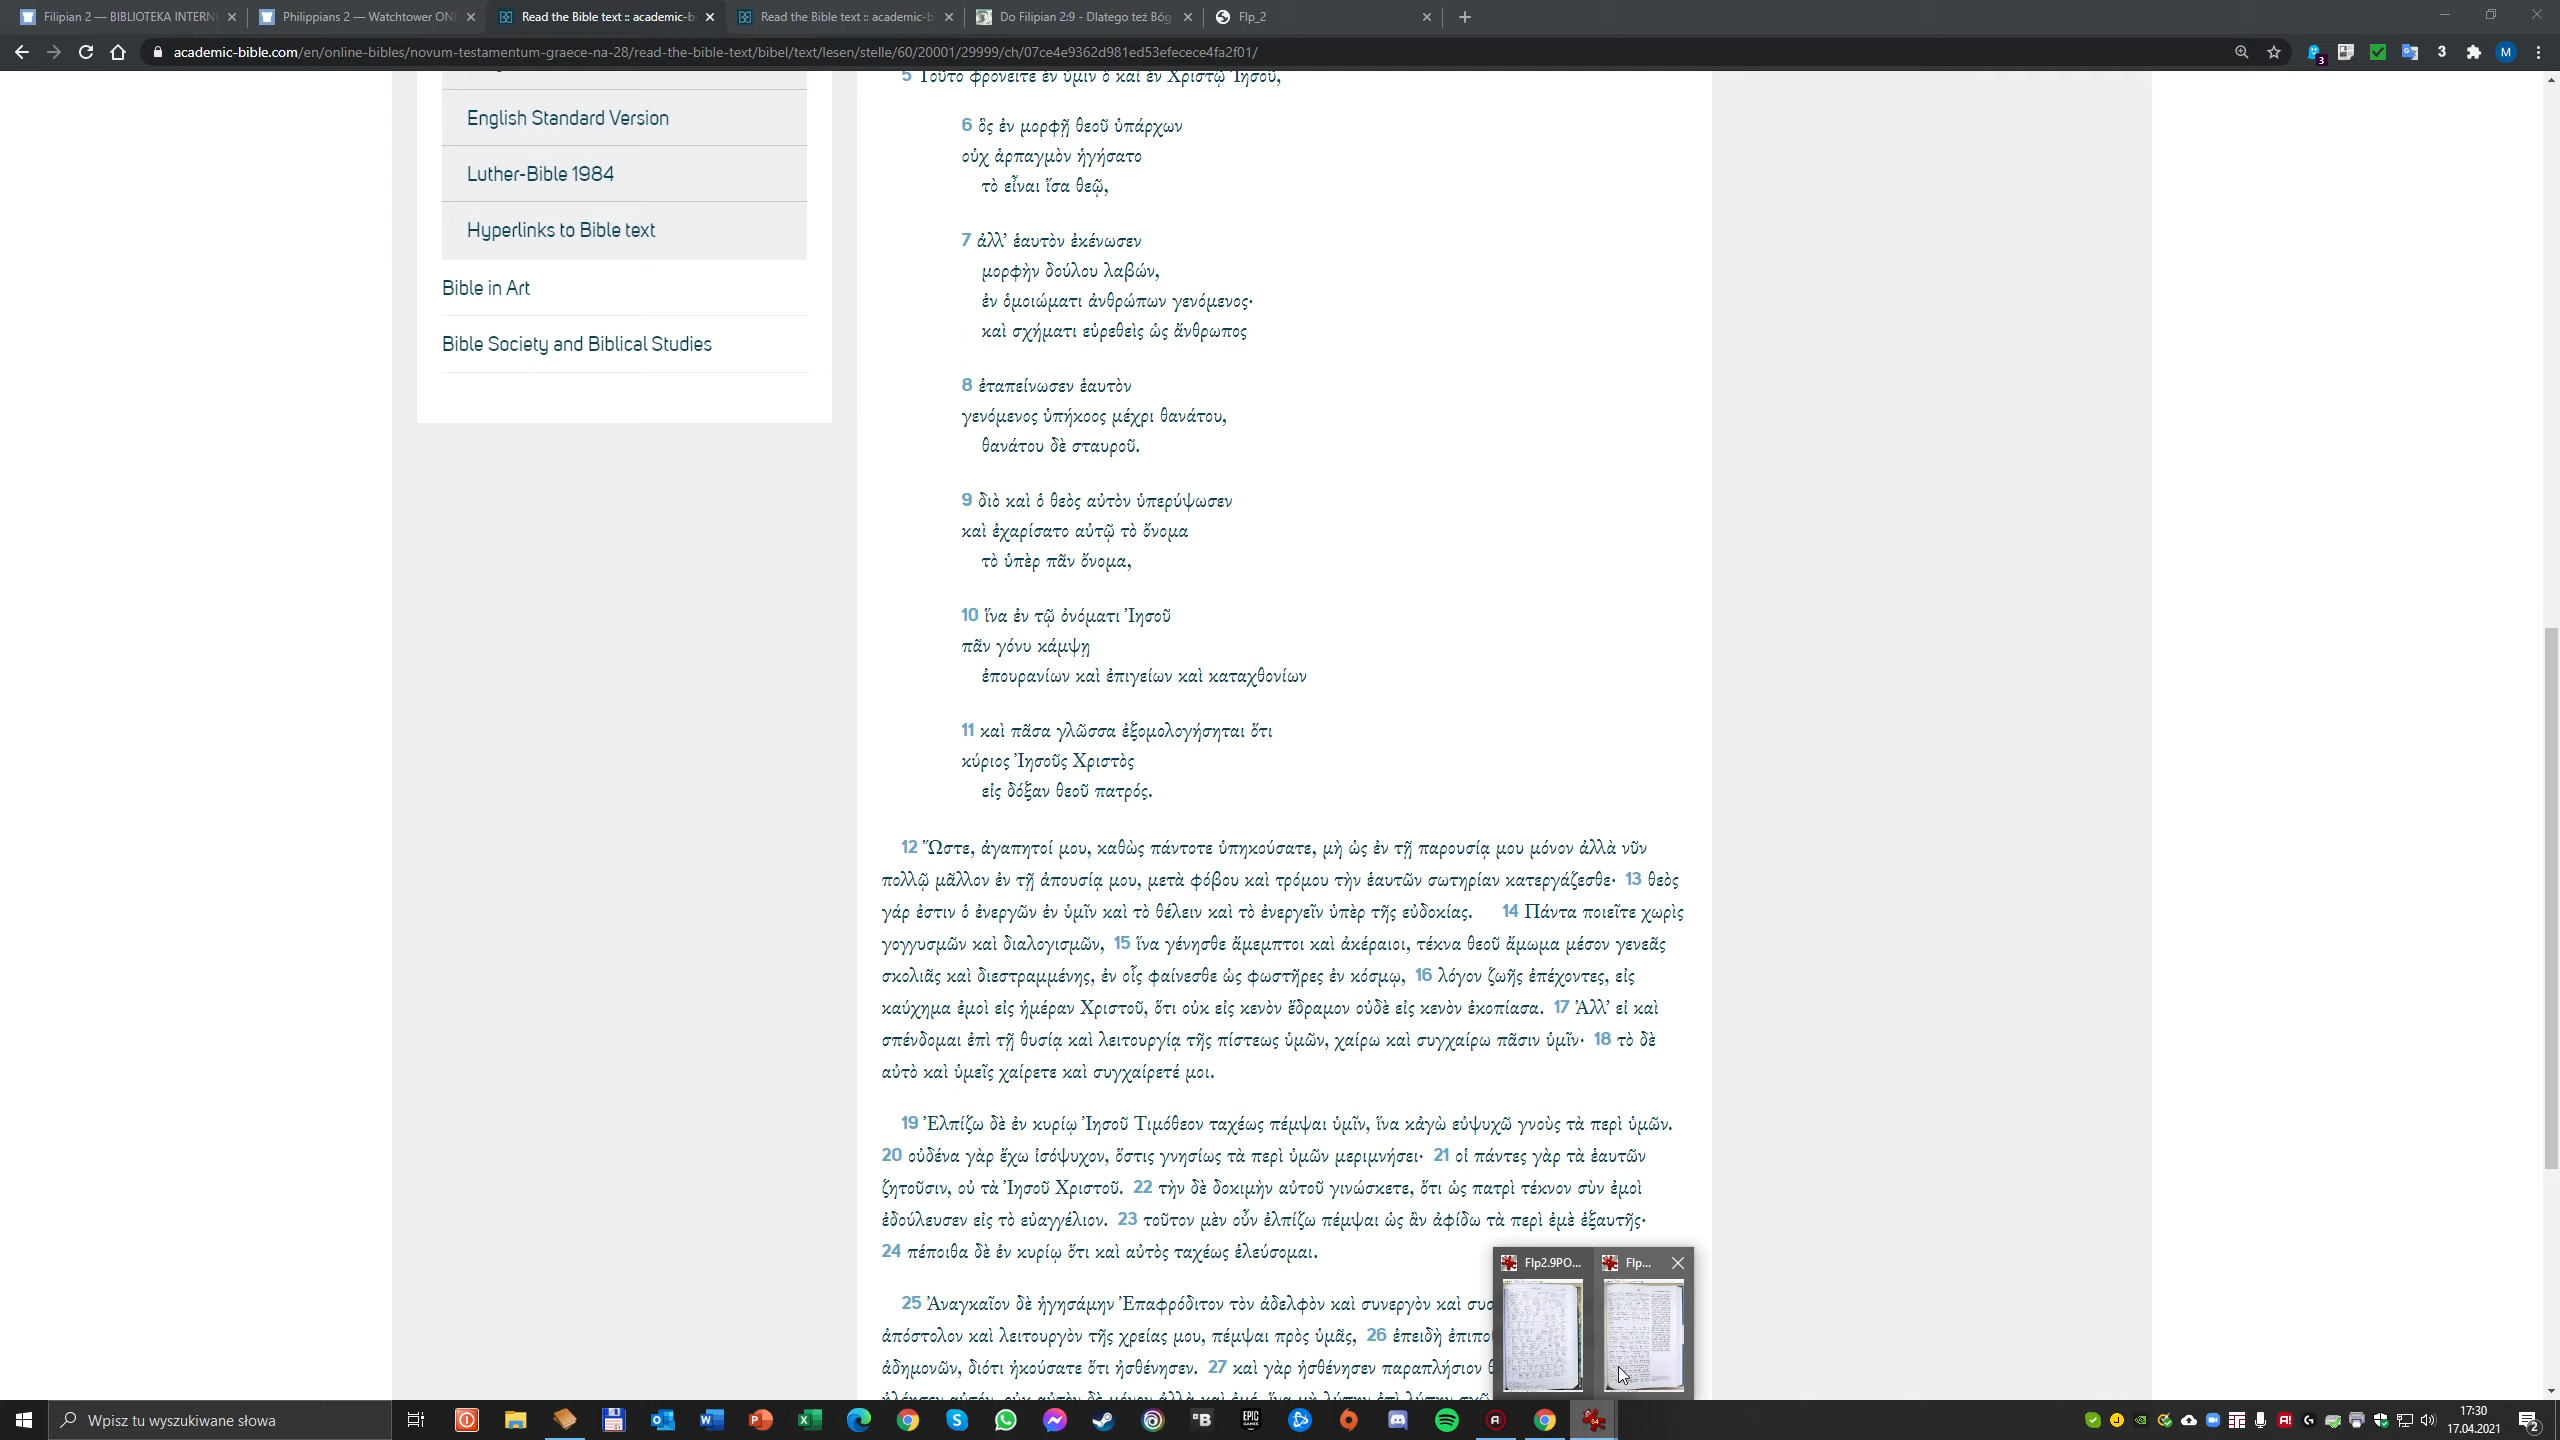 Filipian 2 — BIBLIOTEKA INTERN
Philippians 2 — Watchtower ONL
Read the Bible text :: academic-b
Read the Bible text :: academic-b
Do Filipian 2:9 - Dlatego też Bóg
Flp_2
academic-bible.com/en/online-bibles/novum-testamentum-graece-na-28/read-the-bible-text/bibel/text/lesen/stelle/60/20001/29999/ch/07ce4e9362d981ed53efecece4fa2f01/
3
3
M
English Standard Version
Luther-Bible 1984
Hyperlinks to Bible text
Bible in Art
Bible Society and Biblical Studies
5 Τοῦτο φρονεῖτε ἐν ὑμῖν ὃ καὶ ἐν Χριστῷ Ἰησοῦ,
6 ὃς ἐν μορφῇ θεοῦ ὑπάρχων
οὐχ ἁρπαγμὸν ἡγήσατο
τὸ εἶναι ἴσα θεῷ,
7 ἀλλ’ ἑαυτὸν ἐκένωσεν
μορφὴν δούλου λαβών,
ἐν ὁμοιώματι ἀνθρώπων γενόμενος·
καὶ σχήματι εὑρεθεὶς ὡς ἄνθρωπος
8 ἐταπείνωσεν ἑαυτὸν
γενόμενος ὑπήκοος μέχρι θανάτου,
θανάτου δὲ σταυροῦ.
9 διὸ καὶ ὁ θεὸς αὐτὸν ὑπερύψωσεν
καὶ ἐχαρίσατο αὐτῷ τὸ ὄνομα
τὸ ὑπὲρ πᾶν ὄνομα,
10 ἵνα ἐν τῷ ὀνόματι Ἰησοῦ
πᾶν γόνυ κάμψῃ
ἐπουρανίων καὶ ἐπιγείων καὶ καταχθονίων
11 καὶ πᾶσα γλῶσσα ἐξομολογήσηται ὅτι
κύριος Ἰησοῦς Χριστὸς
εἰς δόξαν θεοῦ πατρός.
12 Ὥστε, ἀγαπητοί μου, καθὼς πάντοτε ὑπηκούσατε, μὴ ὡς ἐν τῇ παρουσίᾳ μου μόνον ἀλλὰ νῦν
πολλῷ μᾶλλον ἐν τῇ ἀπουσίᾳ μου, μετὰ φόβου καὶ τρόμου τὴν ἑαυτῶν σωτηρίαν κατεργάζεσθε· 13 θεὸς
γάρ ἐστιν ὁ ἐνεργῶν ἐν ὑμῖν καὶ τὸ θέλειν καὶ τὸ ἐνεργεῖν ὑπὲρ τῆς εὐδοκίας. 14 Πάντα ποιεῖτε χωρὶς
γογγυσμῶν καὶ διαλογισμῶν, 15 ἵνα γένησθε ἄμεμπτοι καὶ ἀκέραιοι, τέκνα θεοῦ ἄμωμα μέσον γενεᾶς
σκολιᾶς καὶ διεστραμμένης, ἐν οἷς φαίνεσθε ὡς φωστῆρες ἐν κόσμῳ, 16 λόγον ζωῆς ἐπέχοντες, εἰς
καύχημα ἐμοὶ εἰς ἡμέραν Χριστοῦ, ὅτι οὐκ εἰς κενὸν ἔδραμον οὐδὲ εἰς κενὸν ἐκοπίασα. 17 Ἀλλ’ εἰ καὶ
σπένδομαι ἐπὶ τῇ θυσίᾳ καὶ λειτουργίᾳ τῆς πίστεως ὑμῶν, χαίρω καὶ συγχαίρω πᾶσιν ὑμῖν· 18 τὸ δὲ
αὐτὸ καὶ ὑμεῖς χαίρετε καὶ συγχαίρετέ μοι.
19 Ἐλπίζω δὲ ἐν κυρίῳ Ἰησοῦ Τιμόθεον ταχέως πέμψαι ὑμῖν, ἵνα κἀγὼ εὐψυχῶ γνοὺς τὰ περὶ ὑμῶν.
20 οὐδένα γὰρ ἔχω ἰσόψυχον, ὅστις γνησίως τὰ περὶ ὑμῶν μεριμνήσει· 21 οἱ πάντες γὰρ τὰ ἑαυτῶν
ζητοῦσιν, οὐ τὰ Ἰησοῦ Χριστοῦ. 22 τὴν δὲ δοκιμὴν αὐτοῦ γινώσκετε, ὅτι ὡς πατρὶ τέκνον σὺν ἐμοὶ
ἐδούλευσεν εἰς τὸ εὐαγγέλιον. 23 τοῦτον μὲν οὖν ἐλπίζω πέμψαι ὡς ἂν ἀφίδω τὰ περὶ ἐμὲ ἐξαυτῆς·
24 πέποιθα δὲ ἐν κυρίῳ ὅτι καὶ αὐτὸς ταχέως ἐλεύσομαι.
25 Ἀναγκαῖον δὲ ἡγησάμην Ἐπαφρόδιτον τὸν ἀδελφὸν καὶ συνεργὸν καὶ συσ
ἀπόστολον καὶ λειτουργὸν τῆς χρείας μου, πέμψαι πρὸς ὑμᾶς, 26 ἐπειδὴ ἐπιπο
ἀδημονῶν, διότι ἠκούσατε ὅτι ἠσθένησεν. 27 καὶ γὰρ ἠσθένησεν παραπλήσιον θ
Flp2.9PO...
Flp...
Wpisz tu wyszukiwane słowa
17:30
17.04.2021
2